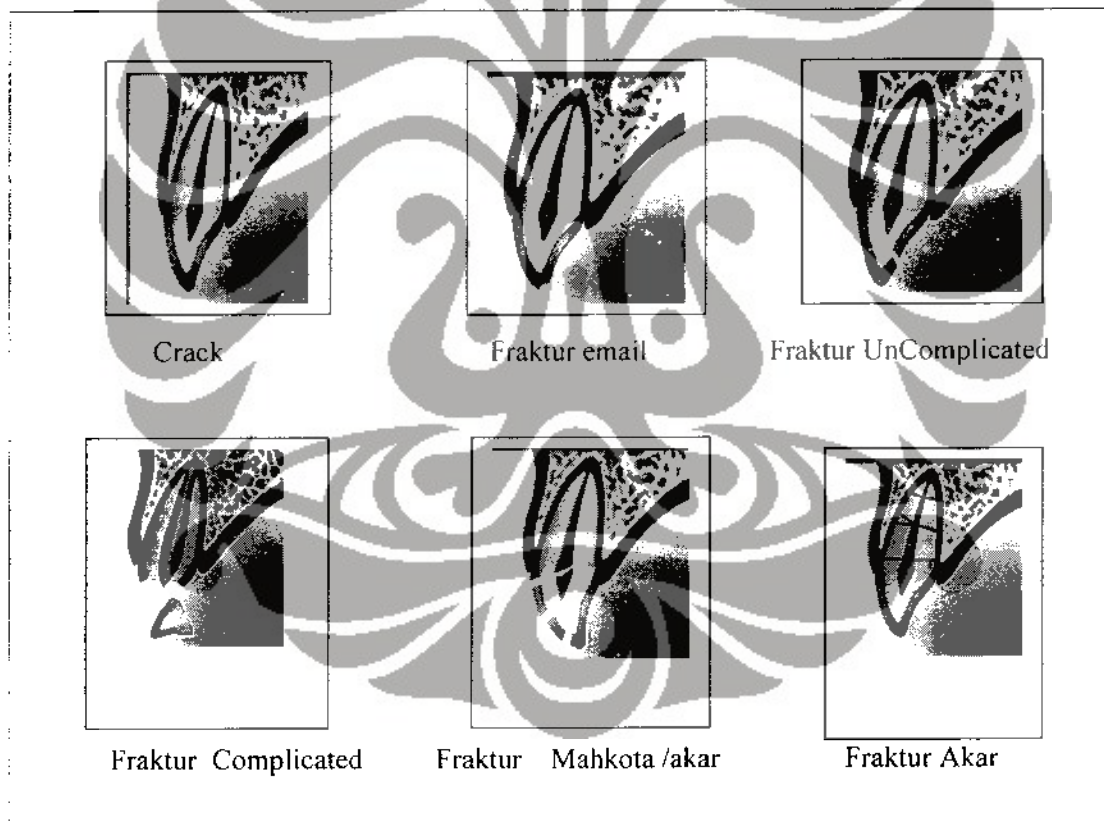 Crack
Fraktur email
Fraktur UnComplicated
Fraktur Complicated
Fraktur Mahkota /akar
Fraktur Akar